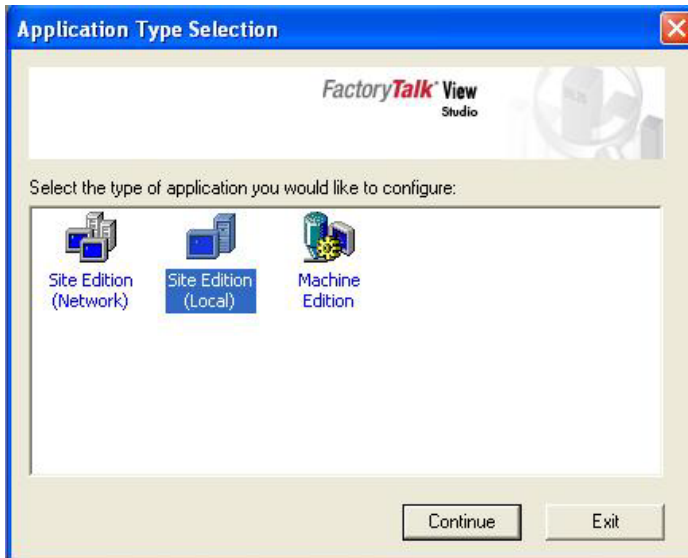 Application Type Selection
FactoryTalk View
Studio
Select the type of application you would like to configure:
Site Edition
(Network)
Site Edition
(Local)
Machine
Edition
Continue
Exit